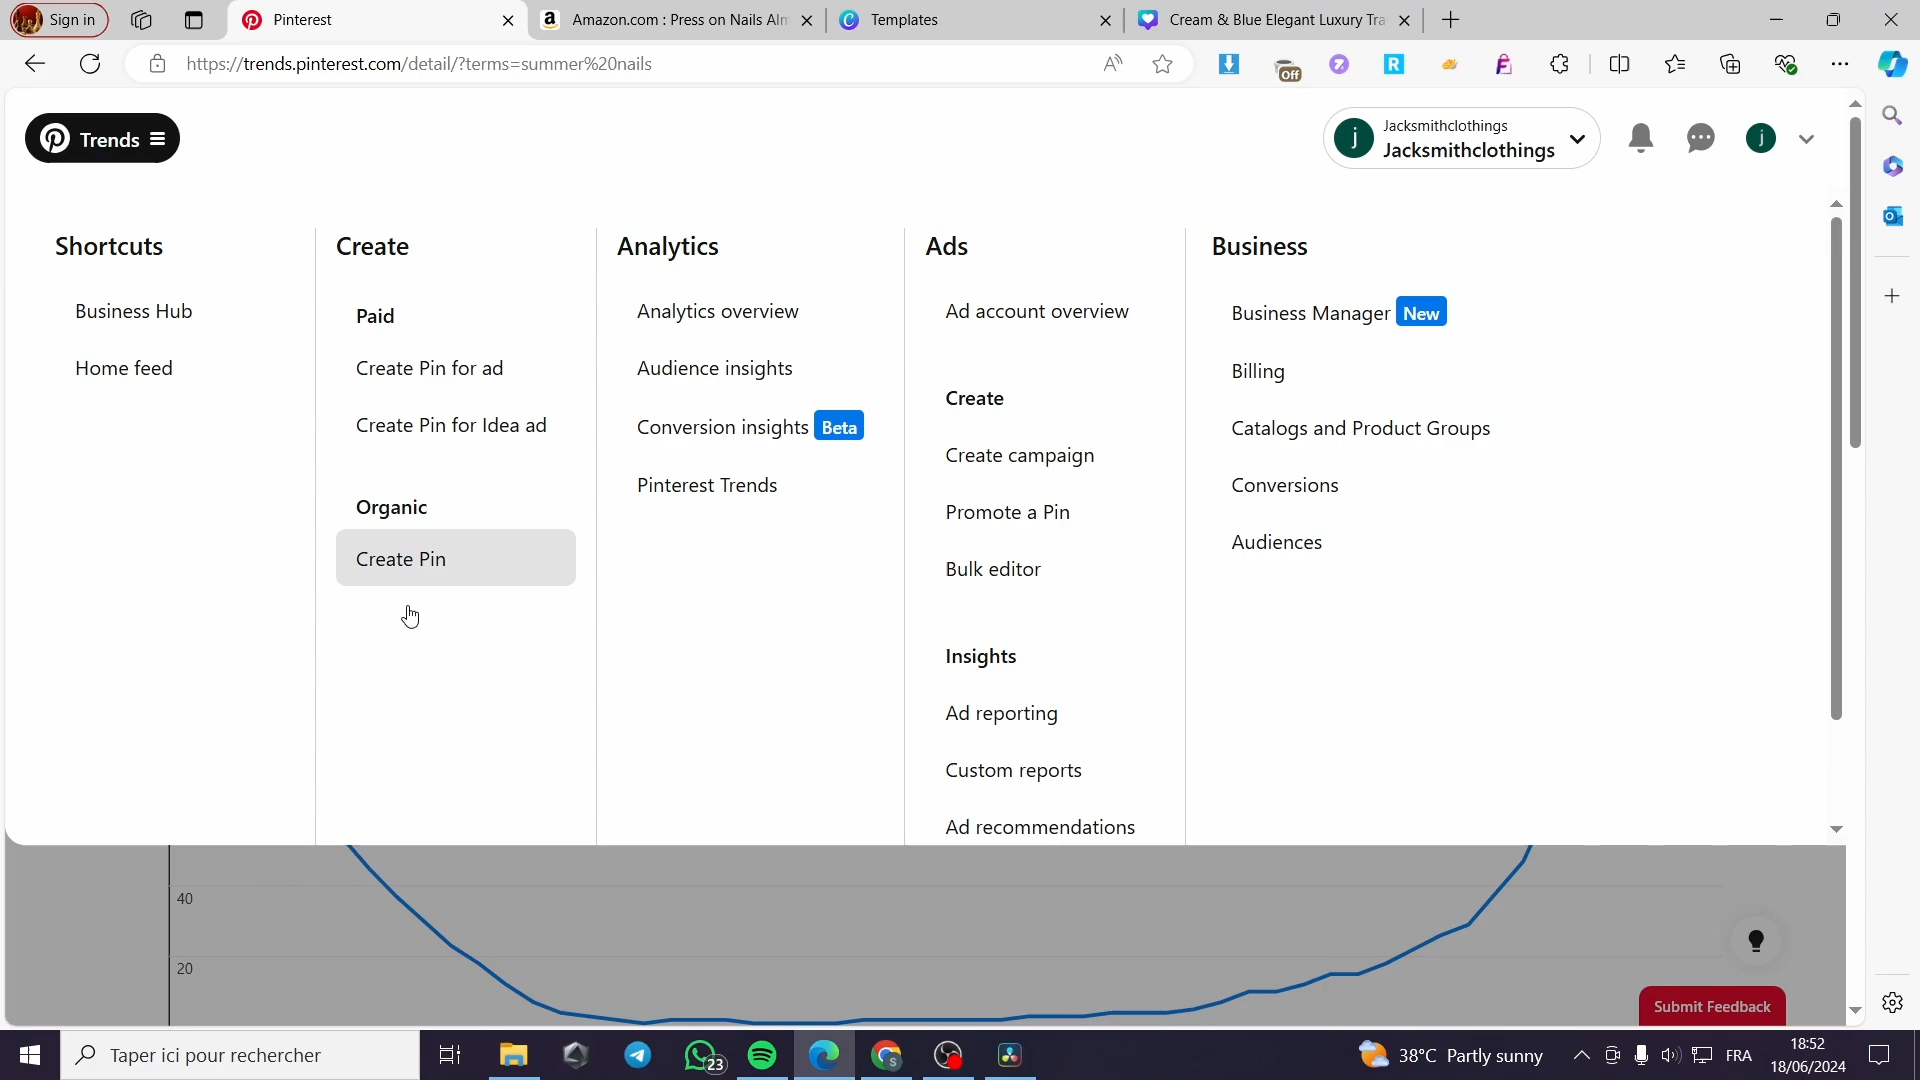 Sign in
Pinterest
Amazon.com : Press on Nails Alm
Templates
Cream & Blue Elegant Luxury Tra
https://trends.pinterest.com/detail/?terms=summer%20nails
Off
Trends
Jacksmithclothings
Jacksmithclothings
j
j
Shortcuts
Business Hub
Home feed
Create
Paid
Create Pin for ad
Create Pin for Idea ad
Organic
Create Pin
Analytics
Analytics overview
Audience insights
Conversion insights Beta
Pinterest Trends
Ads
Ad account overview
Create
Create campaign
Promote a Pin
Bulk editor
Insights
Ad reporting
Custom reports
Ad recommendations
Business
Business Manager New
Billing
Catalogs and Product Groups
Conversions
Audiences
40
20
Submit Feedback
Taper ici pour rechercher
23
38°C Partly sunny
FRA
18:52
18/06/2024